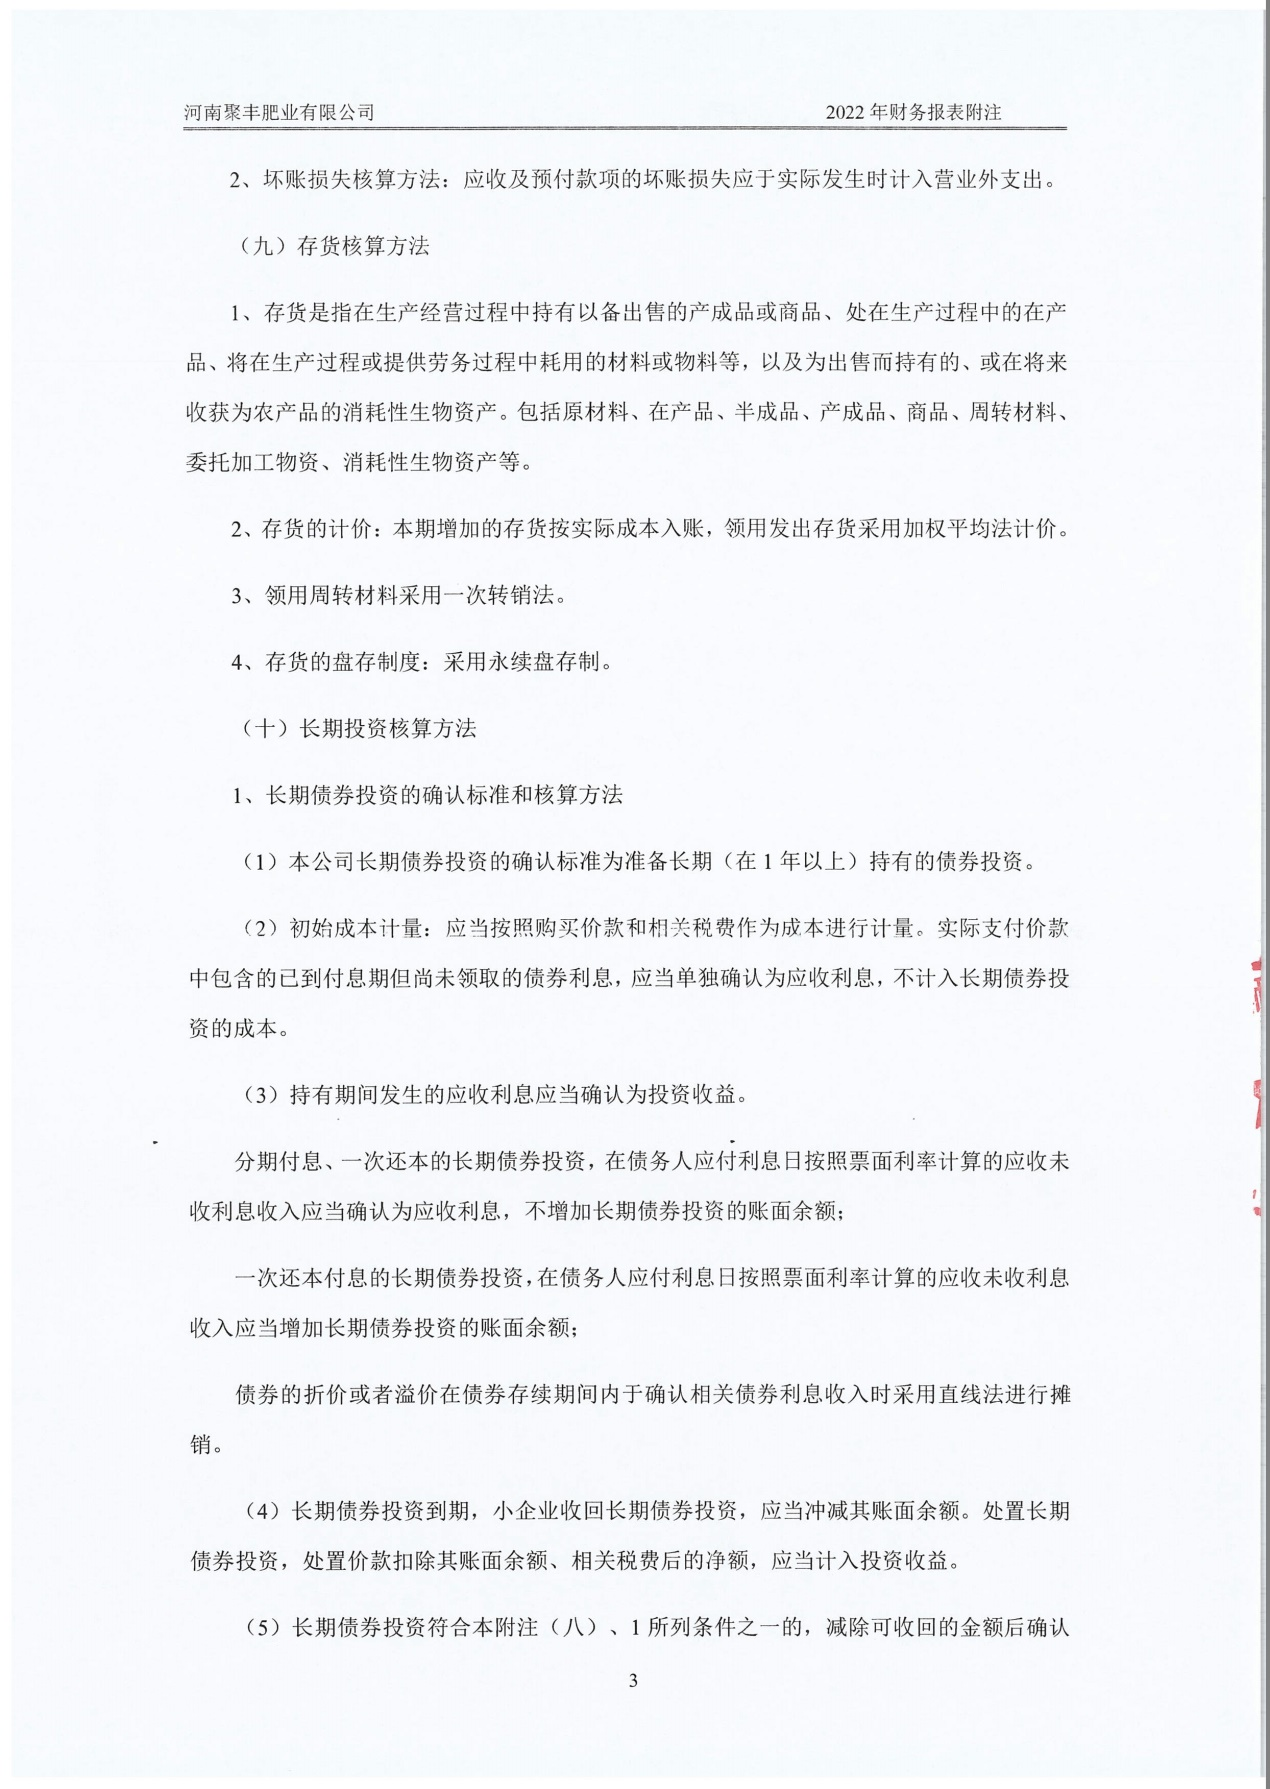 河南聚丰肥业有限公司 2022 年财务报表附注
2、坏账损失核算方法：应收及预付款项的坏账损失应于实际发生时计入营业外支出。
（九）存货核算方法
1、存货是指在生产经营过程中持有以备出售的产成品或商品、处在生产过程中的在产
品、将在生产过程或提供劳务过程中耗用的材料或物料等，以及为出售而持有的、或在将来
收获为农产品的消耗性生物资产。包括原材料、在产品、半成品、产成品、商品、周转材料、
委托加工物资、消耗性生物资产等。
2、存货的计价：本期增加的存货按实际成本入账，领用发出存货采用加权平均法计价。
3、领用周转材料采用一次转销法。
4、存货的盘存制度：采用永续盘存制。
（十）长期投资核算方法
1、长期债券投资的确认标准和核算方法
（1）本公司长期债券投资的确认标准为准备长期（在 1 年以上）持有的债券投资。
（2）初始成本计量：应当按照购买价款和相关税费作为成本进行计量。实际支付价款
中包含的已到付息期但尚未领取的债券利息，应当单独确认为应收利息，不计入长期债券投
资的成本。
（3）持有期间发生的应收利息应当确认为投资收益。
分期付息、一次还本的长期债券投资，在债务人应付利息日按照票面利率计算的应收未
收利息收入应当确认为应收利息，不增加长期债券投资的账面余额；
一次还本付息的长期债券投资，在债务人应付利息日按照票面利率计算的应收未收利息
收入应当增加长期债券投资的账面余额；
债券的折价或者溢价在债券存续期间内于确认相关债券利息收入时采用直线法进行摊
销。
（4）长期债券投资到期，小企业收回长期债券投资，应当冲减其账面余额。处置长期
债券投资，处置价款扣除其账面余额、相关税费后的净额，应当计入投资收益。
（5）长期债券投资符合本附注（八）、1 所列条件之一的，减除可收回的金额后确认
3